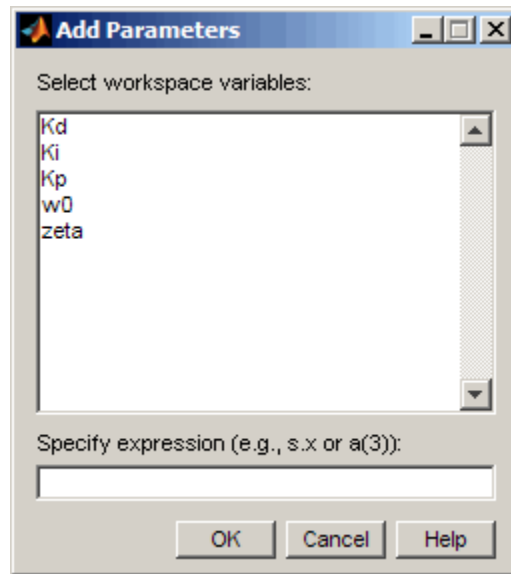 Add Parameters
Select workspace variables:
Kd
Ki
Kp
w0
zeta
Specify expression (e.g., s.x or a(3)):
OK Cancel Help